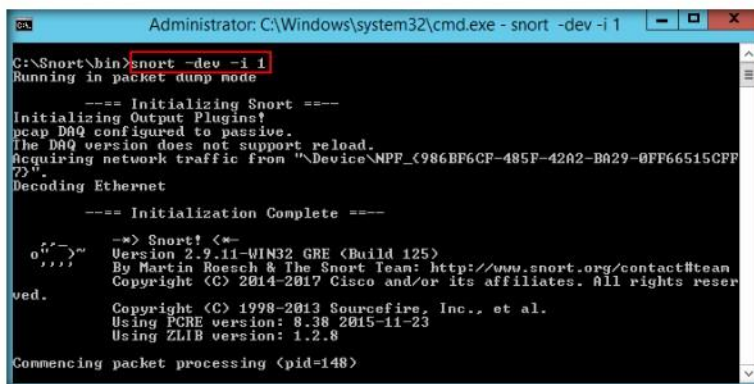 Administrator: C:\Windows\system32\cmd.exe - snort -dev -i 1
C:\Snort\bin>snort -dev -i 1
Running in packet dump mode
--== Initializing Snort ==--
Initializing Output Plugins!
pcap DAQ configured to passive.
The DAQ version does not support reload.
Acquiring network traffic from "\Device\NPF_{986BF6CF-485F-42A2-BA29-0FF66515CFF
7}".
Decoding Ethernet
--== Initialization Complete ==--
,,_ -*> Snort! <*-
o" )~ Version 2.9.11-WIN32 GRE (Build 125)
'''' By Martin Roesch & The Snort Team: http://www.snort.org/contact#team
Copyright (C) 2014-2017 Cisco and/or its affiliates. All rights reser
ved.
Copyright (C) 1998-2013 Sourcefire, Inc., et al.
Using PCRE version: 8.38 2015-11-23
Using ZLIB version: 1.2.8
Commencing packet processing (pid=148)